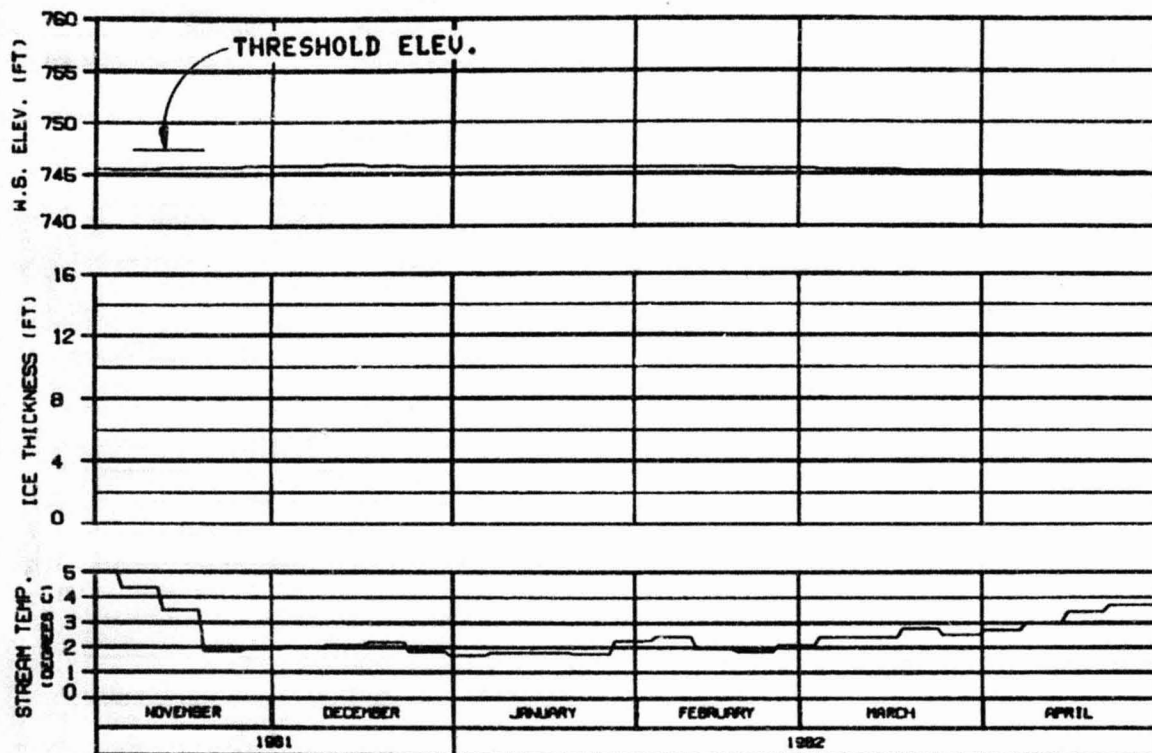 760
THRESHOLD ELEV.
755
750
745
740
W.S. ELEV. (FT)
16
12
8
4
0
ICE THICKNESS (FT)
5
4
3
2
1
0
STREAM TEMP.
(DEGREES C)
NOVEMBER DECEMBER JANUARY FEBRUARY MARCH APRIL
1981 1982